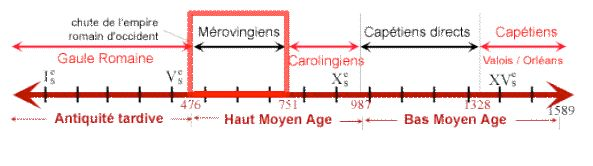 chute de l'empire
romain d'occident
Mérovingiens
Capétiens directs
Capétiens
Gaule Romaine
Carolingiens
Valois / Orléans
Ie s
Ve s
Xe s
XVe s
476
751
987
1328
1589
Antiquité tardive
Haut Moyen Age
Bas Moyen Age